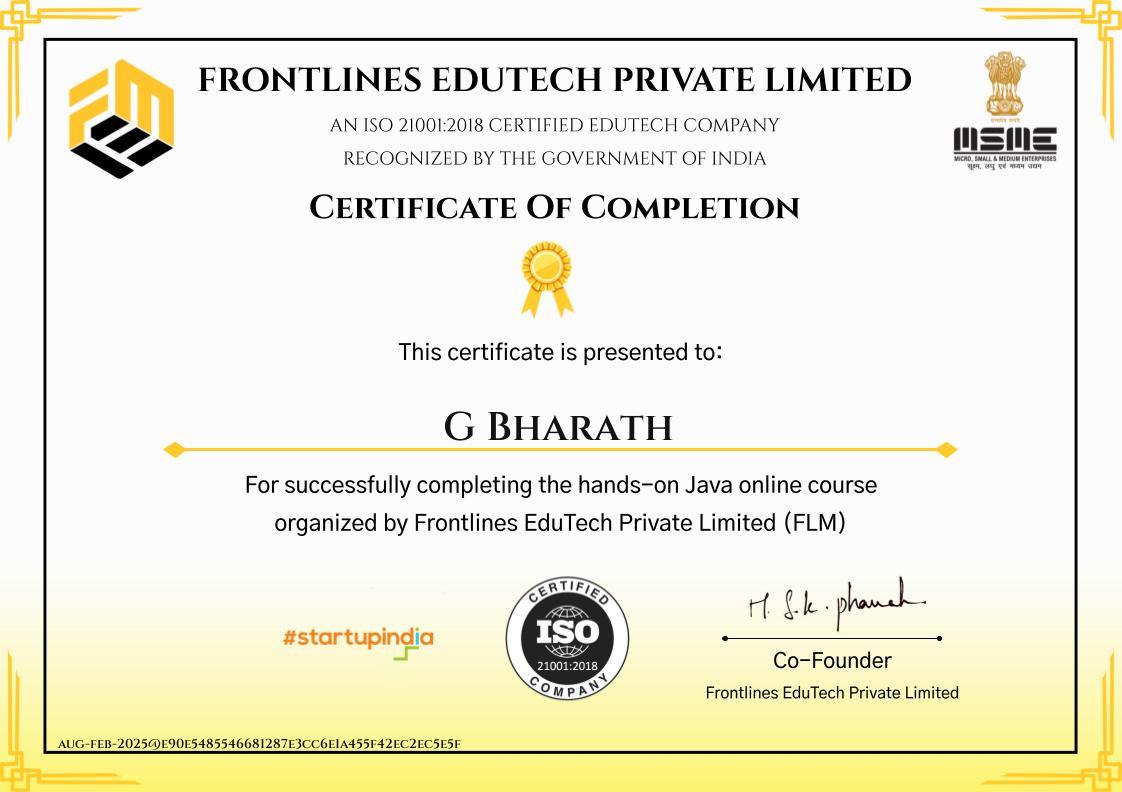 FRONTLINES EDUTECH PRIVATE LIMITED
AN ISO 21001:2018 CERTIFIED EDUTECH COMPANY
RECOGNIZED BY THE GOVERNMENT OF INDIA
MSME
MICRO, SMALL & MEDIUM ENTERPRISES
सूक्ष्म, लघु एवं मध्यम उद्यम
CERTIFICATE OF COMPLETION
This certificate is presented to:
G BHARATH
For successfully completing the hands-on Java online course
organized by Frontlines EduTech Private Limited (FLM)
#startupindia
CERTIFIED
ISO
21001:2018
COMPANY
Co-Founder
Frontlines EduTech Private Limited
AUG-FEB-2025@E90E5485546681287E3CC6E1A455F42EC2EC5E5F